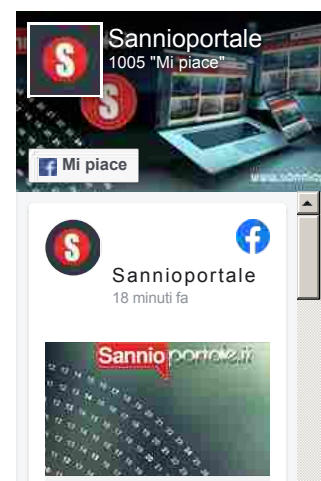 Sannioportale
1005 "Mi piace"
S
Mi piace
S
Sannioportale
18 minuti fa
Sannioportale.it